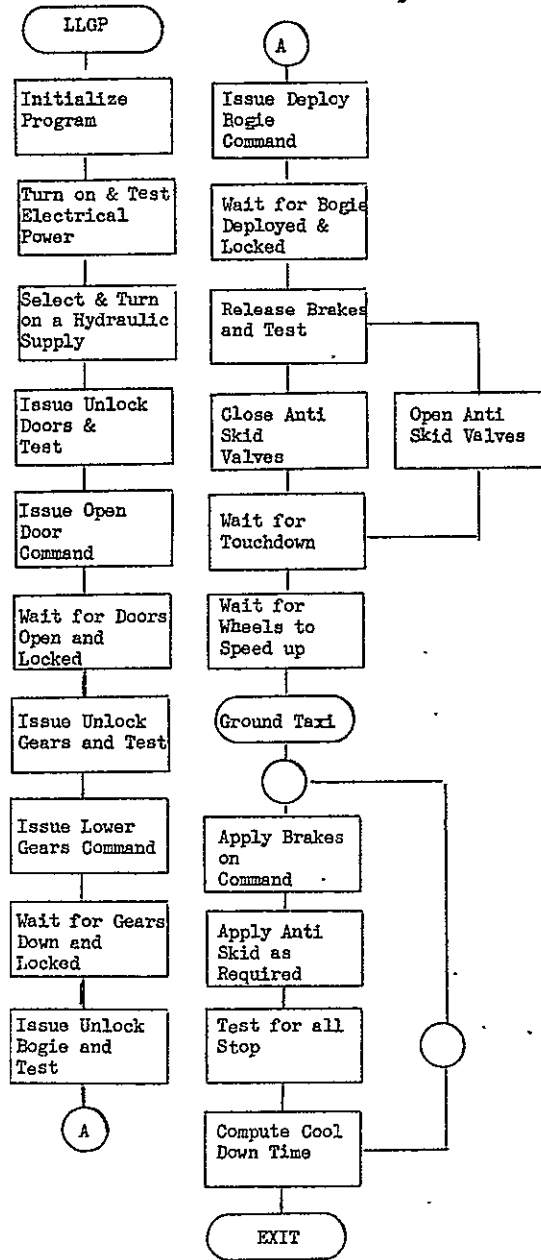 LLGP
Initialize
Program
Turn on & Test
Electrical
Power
Select & Turn
on a Hydraulic
Supply
Issue Unlock
Doors &
Test
Issue Open
Door
Command
Wait for Doors
Open and
Locked
Issue Unlock
Gears and Test
Issue Lower
Gears Command
Wait for Gears
Down and
Locked
Issue Unlock
Bogie and
Test
A
A
Issue Deploy
Rogie
Command
Wait for Bogie
Deployed &
Locked
Release Brakes
and Test
Close Anti
Skid
Valves
Open Anti
Skid Valves
Wait for
Touchdown
Wait for
Wheels to
Speed up
Ground Taxi
Apply Brakes
on
Command
Apply Anti
Skid as
Required
Test for all
Stop
Compute Cool
Down Time
EXIT